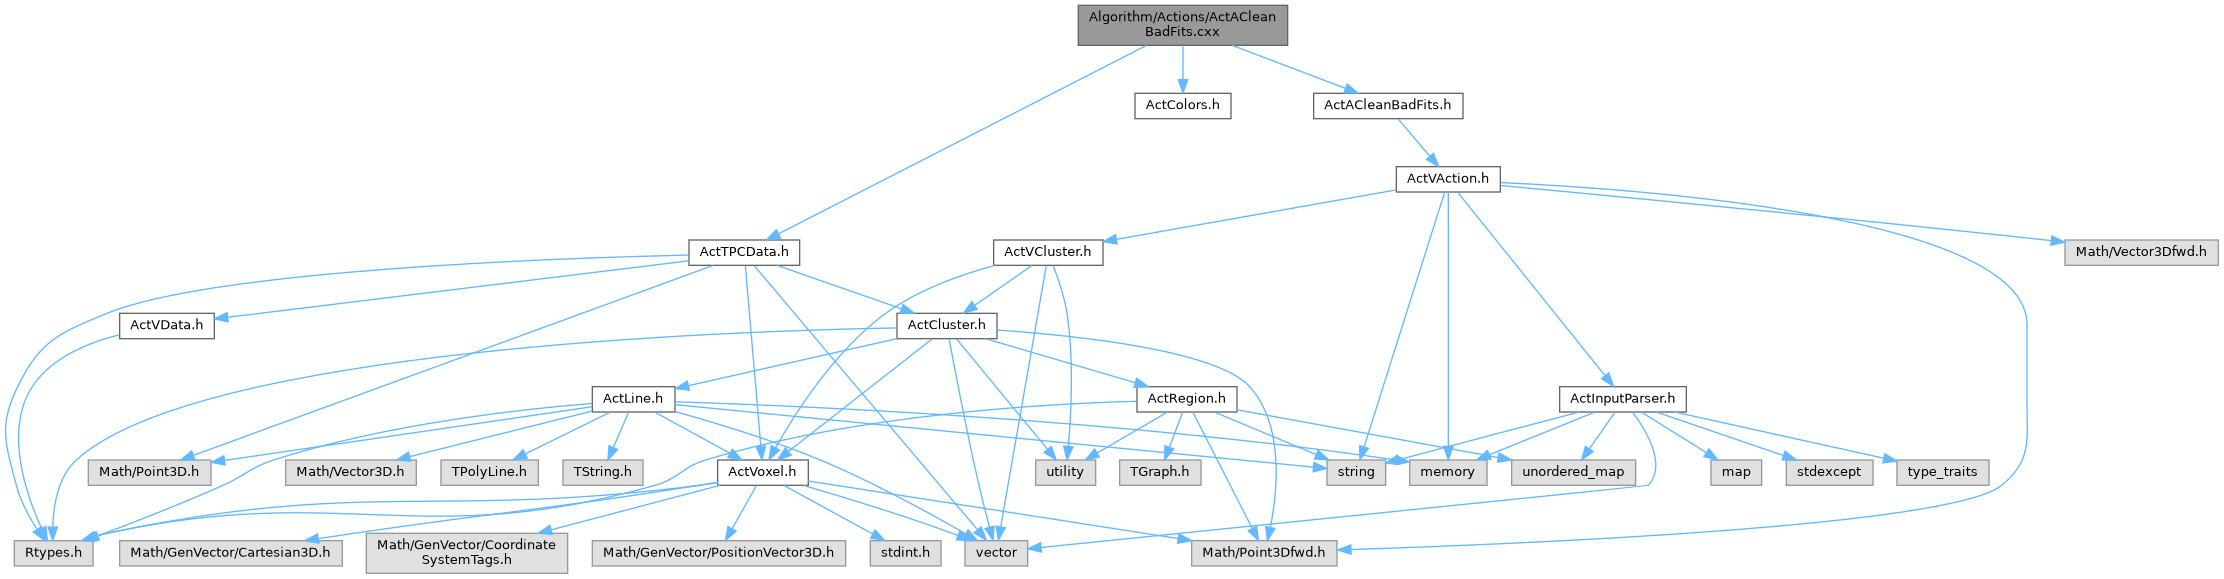 Algorithm/Actions/ActAClean
BadFits.cxx
ActColors.h
ActACleanBadFits.h
ActVAction.h
ActTPCData.h
ActVCluster.h
Math/Vector3Dfwd.h
ActVData.h
ActCluster.h
ActLine.h
ActRegion.h
ActInputParser.h
Math/Point3D.h
Math/Vector3D.h
TPolyLine.h
TString.h
ActVoxel.h
utility
TGraph.h
string
memory
unordered_map
map
stdexcept
type_traits
Rtypes.h
Math/GenVector/Cartesian3D.h
Math/GenVector/Coordinate
SystemTags.h
Math/GenVector/PositionVector3D.h
stdint.h
vector
Math/Point3Dfwd.h